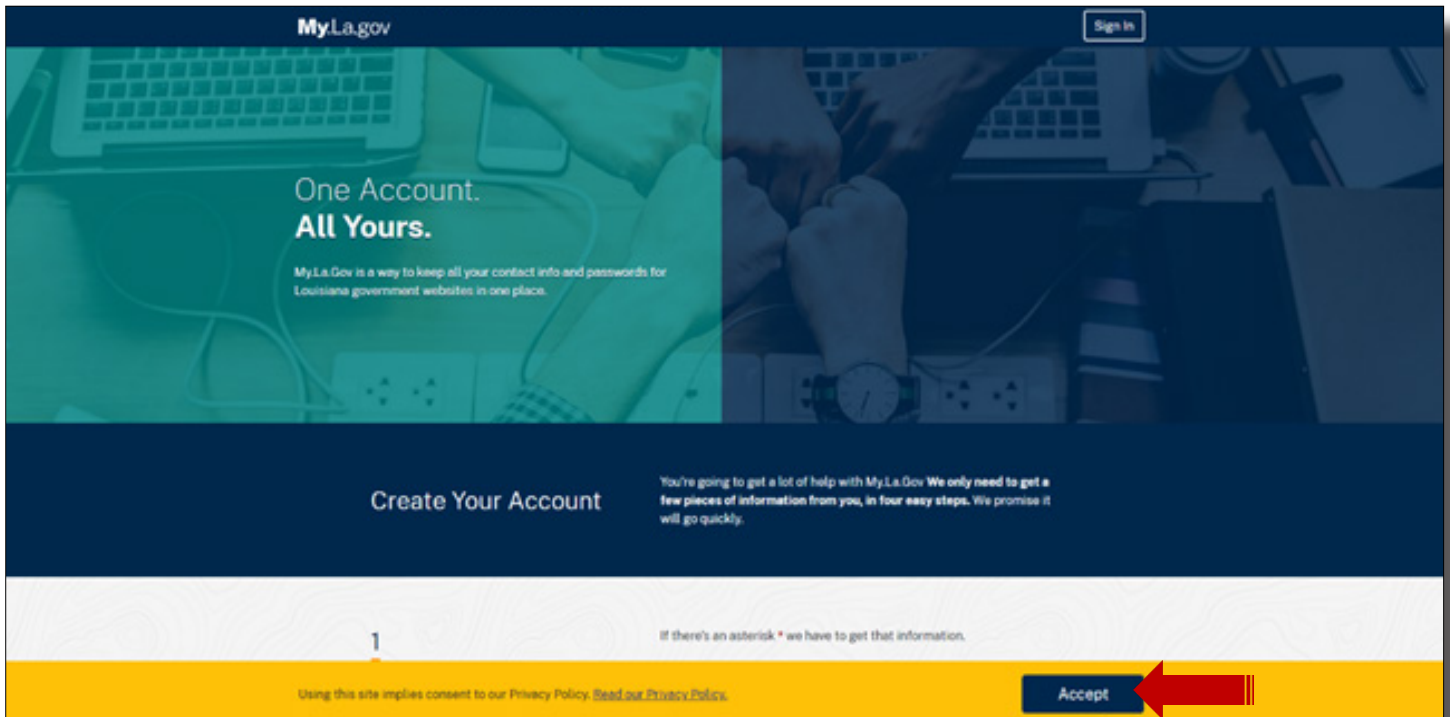 My.La.gov
Sign In
One Account.
All Yours.
My.La.Gov is a way to keep all your contact info and passwords for
Louisiana government websites in one place.
Create Your Account
You're going to get a lot of help with My.La.Gov We only need to get a
few pieces of information from you, in four easy steps. We promise it
will go quickly.
1
If there's an asterisk * we have to get that information.
Using this site implies consent to our Privacy Policy. Read our Privacy Policy.
Accept